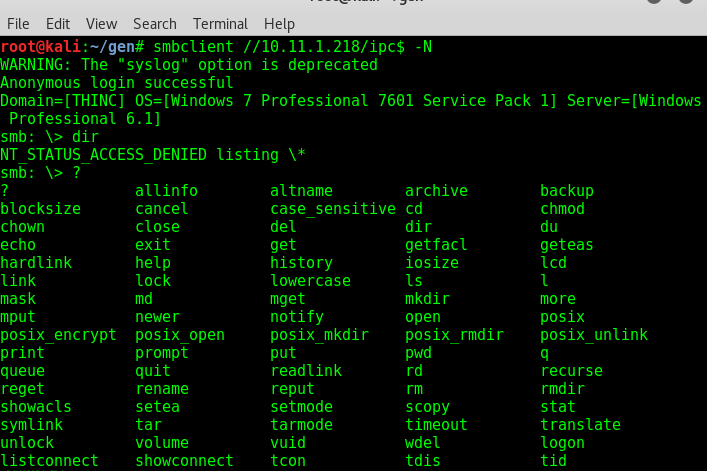 File Edit View Search Terminal Help
root@kali:~/gen# smbclient //10.11.1.218/ipc$ -N
WARNING: The "syslog" option is deprecated
Anonymous login successful
Domain=[THINC] OS=[Windows 7 Professional 7601 Service Pack 1] Server=[Windows
 Professional 6.1]
smb: \> dir
NT_STATUS_ACCESS_DENIED listing \*
smb: \> ?
? allinfo altname archive backup
blocksize cancel case_sensitive cd chmod
chown close del dir du
echo exit get getfacl geteas
hardlink help history iosize lcd
link lock lowercase ls l
mask md mget mkdir more
mput newer notify open posix
posix_encrypt posix_open posix_mkdir posix_rmdir posix_unlink
print prompt put pwd q
queue quit readlink rd recurse
reget rename reput rm rmdir
showacls setea setmode scopy stat
symlink tar tarmode timeout translate
unlock volume vuid wdel logon
listconnect showconnect tcon tdis tid